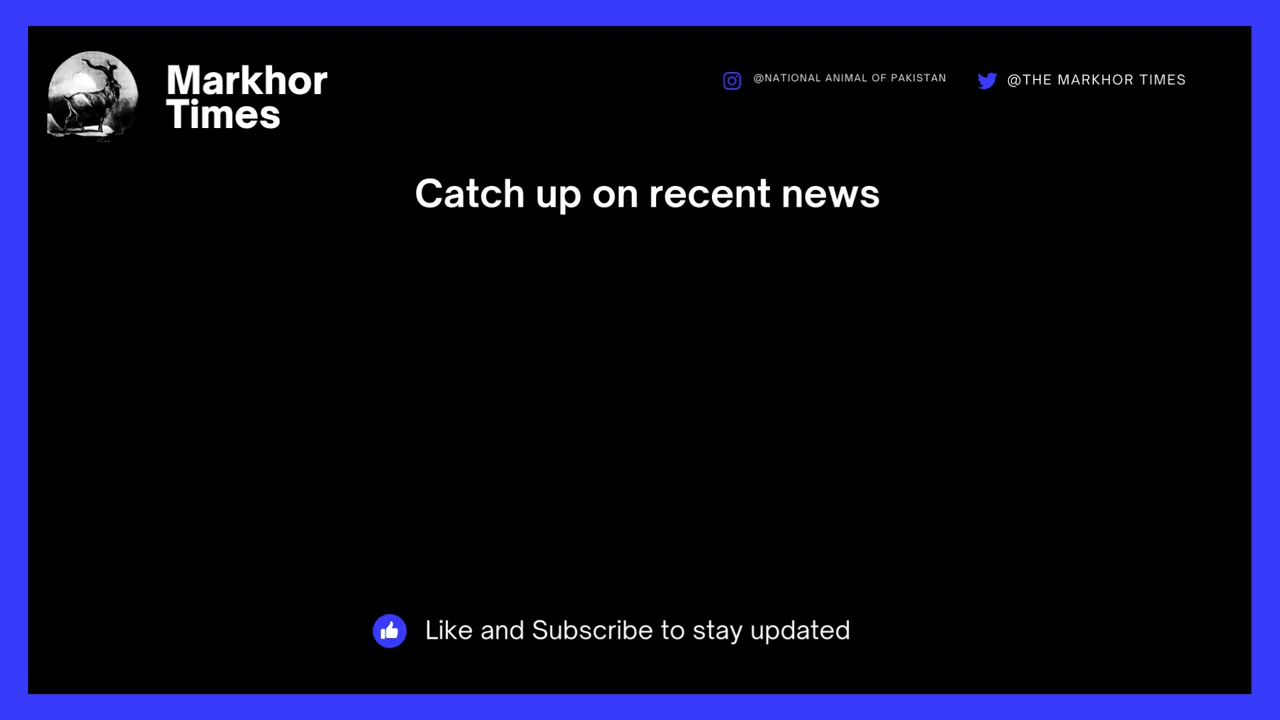 Markhor
Times
@NATIONAL ANIMAL OF PAKISTAN
@THE MARKHOR TIMES
Catch up on recent news
Like and Subscribe to stay updated